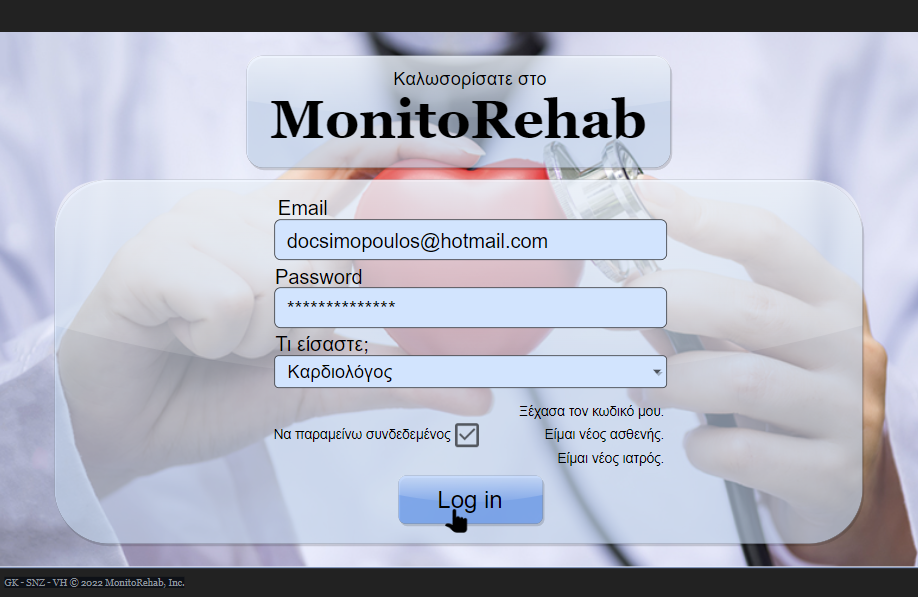 Καλωσορίσατε στο
MonitoRehab
Email
docsimopoulos@hotmail.com
Password
**************
Τι είσαστε;
Καρδιολόγος
Ξέχασα τον κωδικό μου.
Να παραμείνω συνδεδεμένος
Είμαι νέος ασθενής.
Είμαι νέος ιατρός.
Log in
GK - SNZ - VH © 2022 MonitoRehab, Inc.